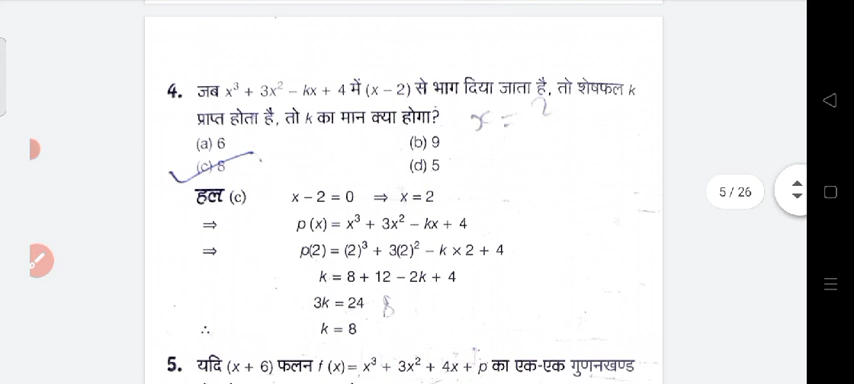 4. जब x³ + 3x² – kx + 4 में (x – 2) से भाग दिया जाता है, तो शेषफल k
प्राप्त होता है, तो k का मान क्या होगा? x = 2
(a) 6 (b) 9
(c) 8 (d) 5
हल (c) x – 2 = 0 ⇒ x = 2
⇒ p(x) = x³ + 3x² – kx + 4
⇒ p(2) = (2)³ + 3(2)² – k × 2 + 4
k = 8 + 12 – 2k + 4
3k = 24 8
∴ k = 8
5 / 26
5. यदि (x + 6) फलन f (x) = x³ + 3x² + 4x + p का एक-एक गुणनखण्ड